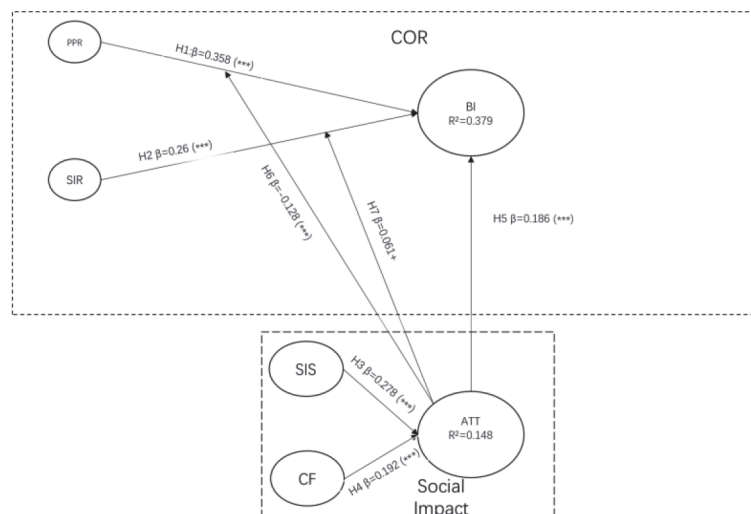 PPR
COR
H1:β=0.358 (***)
BI
R²=0.379
H2 β=0.26 (***)
SIR
H6 β=-0.128 (***)
H7 β=0.061+
H5 β=0.186 (***)
SIS
H3 β=0.278 (***)
ATT
R²=0.148
CF
H4 β=0.192 (***)
Social
Impact